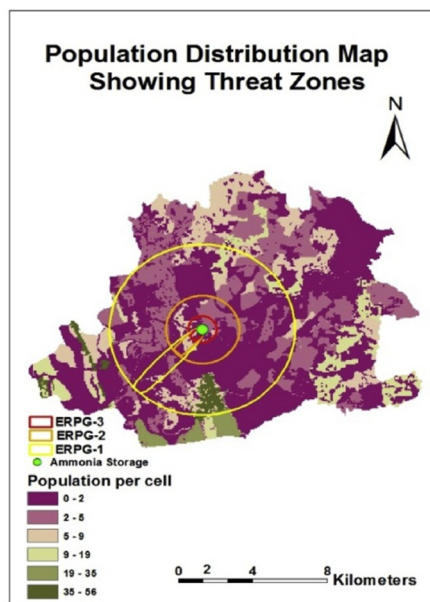 Population Distribution Map
Showing Threat Zones
N
ERPG-3
ERPG-2
ERPG-1
Ammonia Storage
Population per cell
0 - 2
2 - 5
5 - 9
9 - 19
19 - 35
35 - 56
0 2 4 8
Kilometers